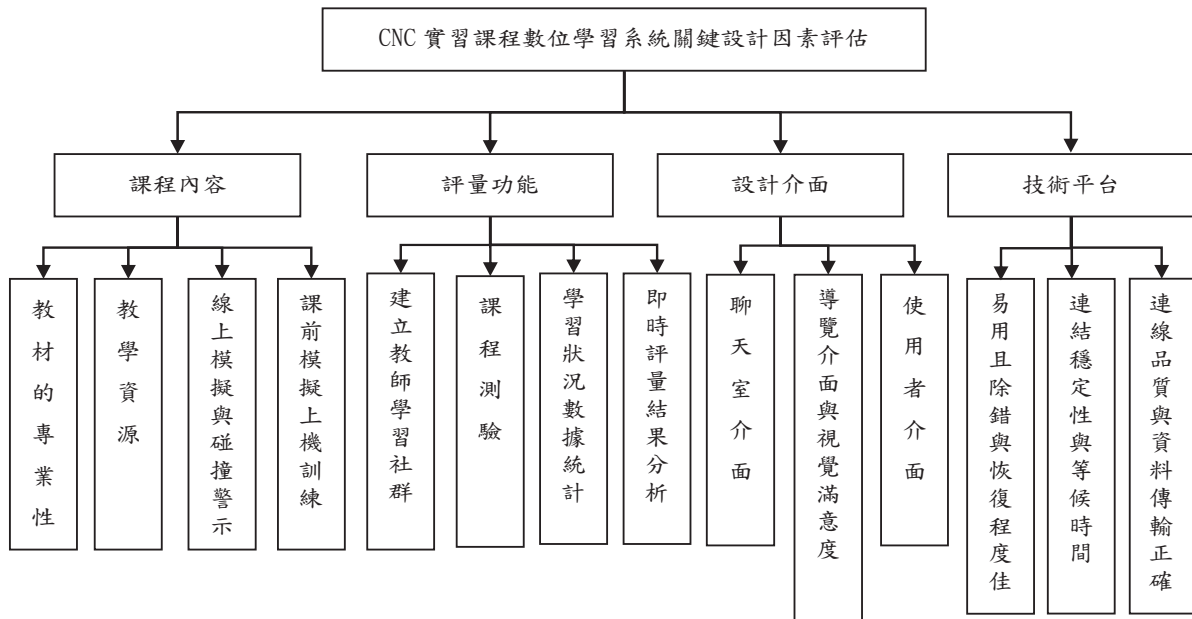 CNC 實習課程數位學習系統關鍵設計因素評估
課程內容
評量功能
設計介面
技術平台
教材的專業性
教學資源
線上模擬與碰撞警示
課前模擬上機訓練
建立教師學習社群
課程測驗
學習狀況數據統計
即時評量結果分析
聊天室介面
導覽介面與視覺滿意度
使用者介面
易用且除錯與恢復程度佳
連結穩定性與等候時間
連線品質與資料傳輸正確